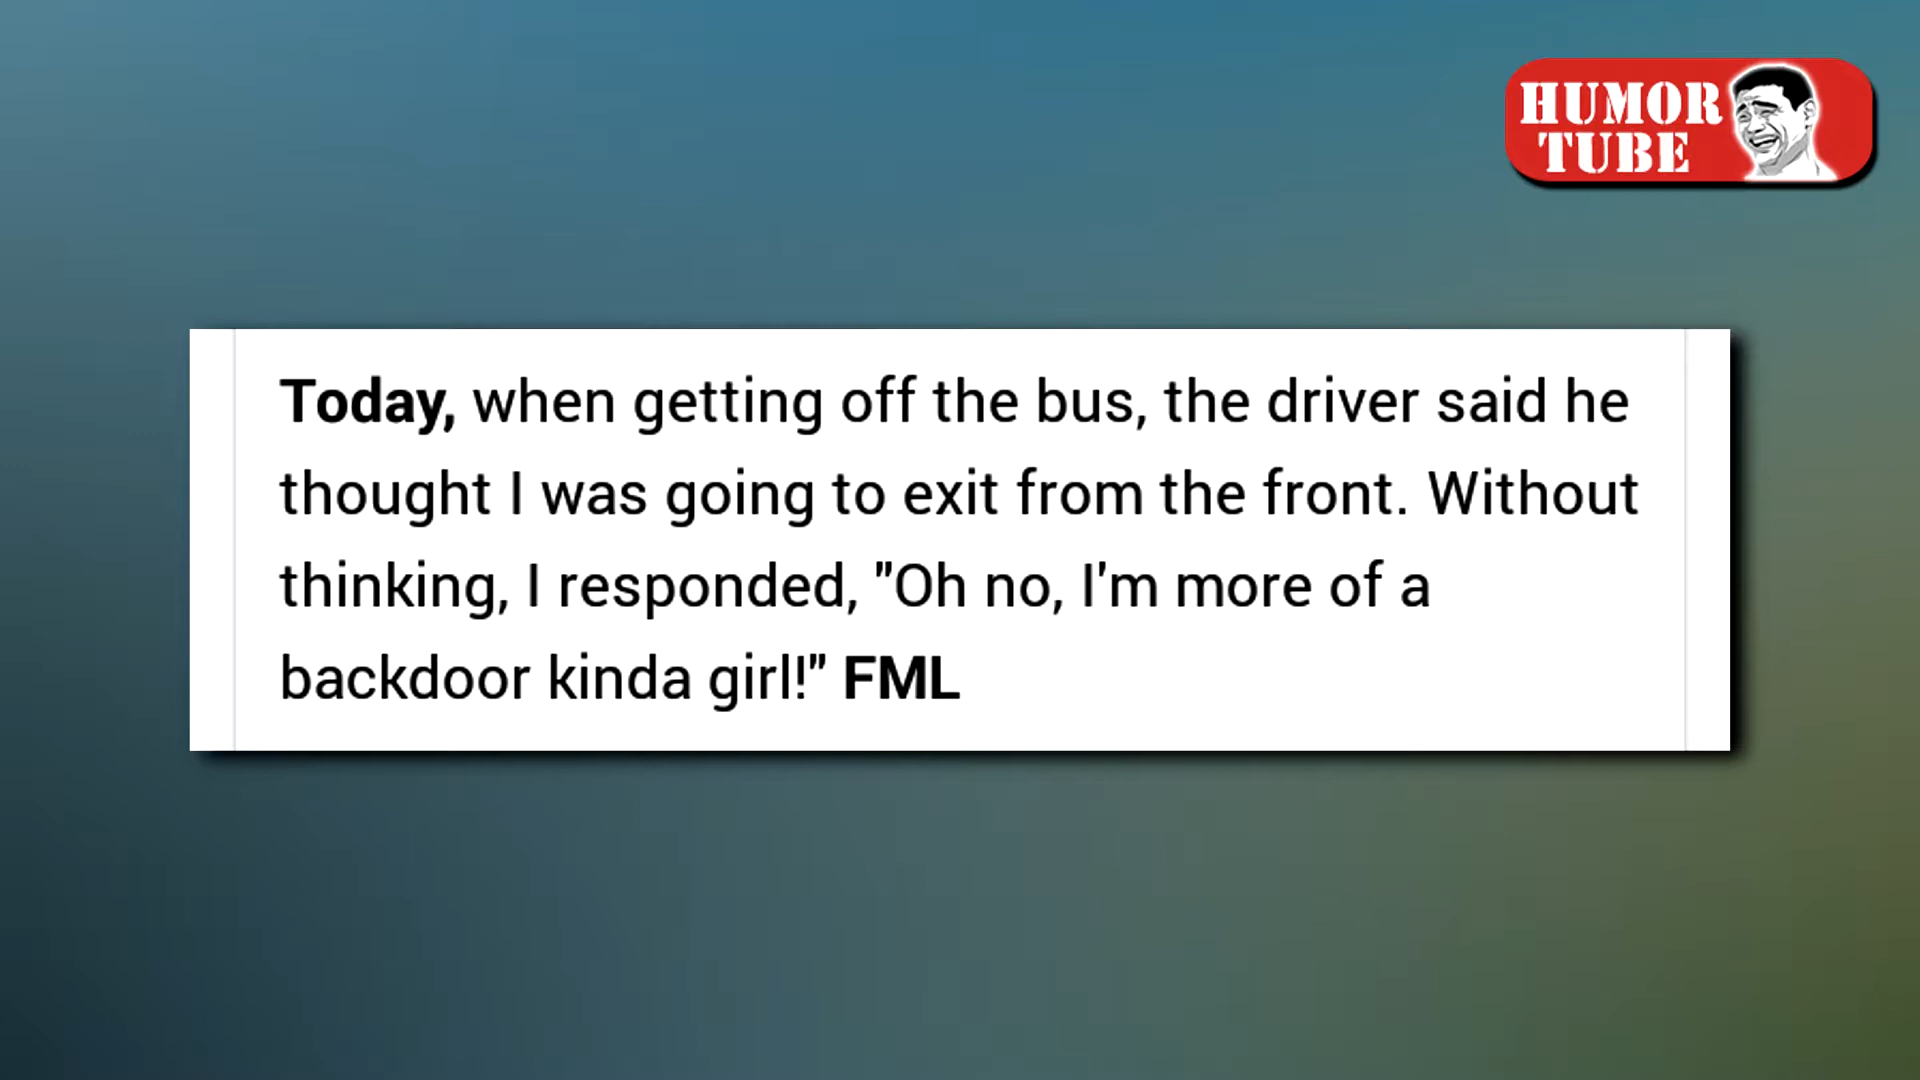 HUMOR
TUBE
Today, when getting off the bus, the driver said he
thought I was going to exit from the front. Without
thinking, I responded, "Oh no, I'm more of a
backdoor kinda girl!" FML